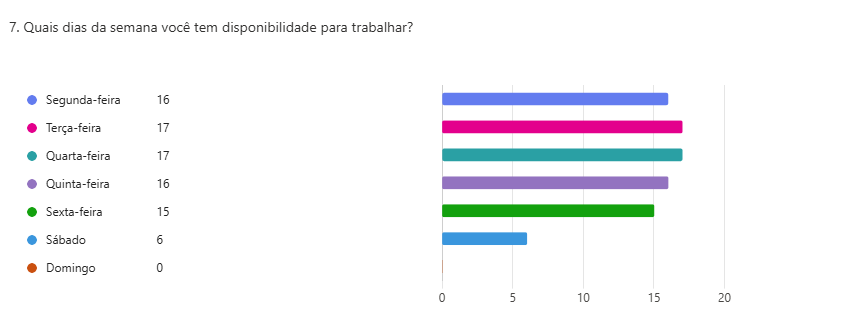 7. Quais dias da semana você tem disponibilidade para trabalhar?
Segunda-feira 16
Terça-feira 17
Quarta-feira 17
Quinta-feira 16
Sexta-feira 15
Sábado 6
Domingo 0
0 5 10 15 20